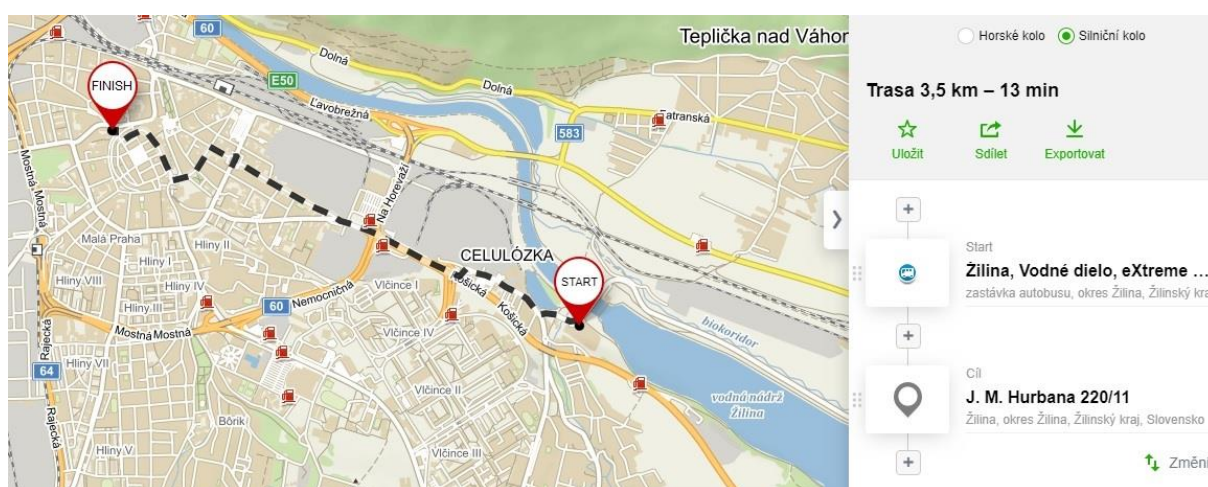 60
Teplička nad Váhor
Dolná
E50
Dolná
FINISH
Ľavobrežná
583
atranská
Mostná
Mostná
Na Horevaží
Malá Praha
Hliny II
CELULÓZKA
START
Hliny I
Hliny VIII
Hliny IV
Košická
Košická
Vlčince I
Nemocničná
60
Hliny III
biokoridor
Mostná
Mostná
Vlčince IV
Rajecká
Hliny VII
64
Vlčince II
vodná nádrž
Žilina
Rajecká
Bôrik
Hliny V
Vlčince III
Horské kolo
Silniční kolo
Trasa 3,5 km – 13 min
Uložit
Sdílet
Exportovat
Start
Žilina, Vodné dielo, eXtreme ...
zastávka autobusu, okres Žilina, Žilinský kra
Cíl
J. M. Hurbana 220/11
Žilina, okres Žilina, Žilinský kraj, Slovensko
Změni